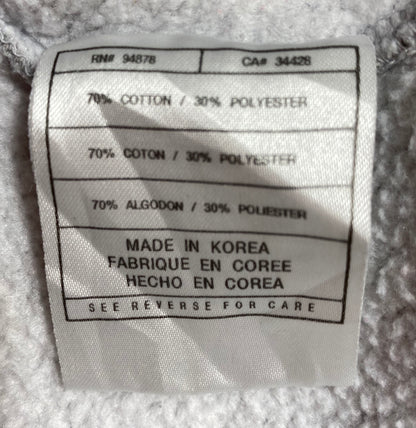 RN# 94878 CA# 34428
70% COTTON / 30% POLYESTER
70% COTON / 30% POLYESTER
70% ALGODON / 30% POLIESTER
MADE IN KOREA
FABRIQUE EN COREE
HECHO EN COREA
SEE REVERSE FOR CARE